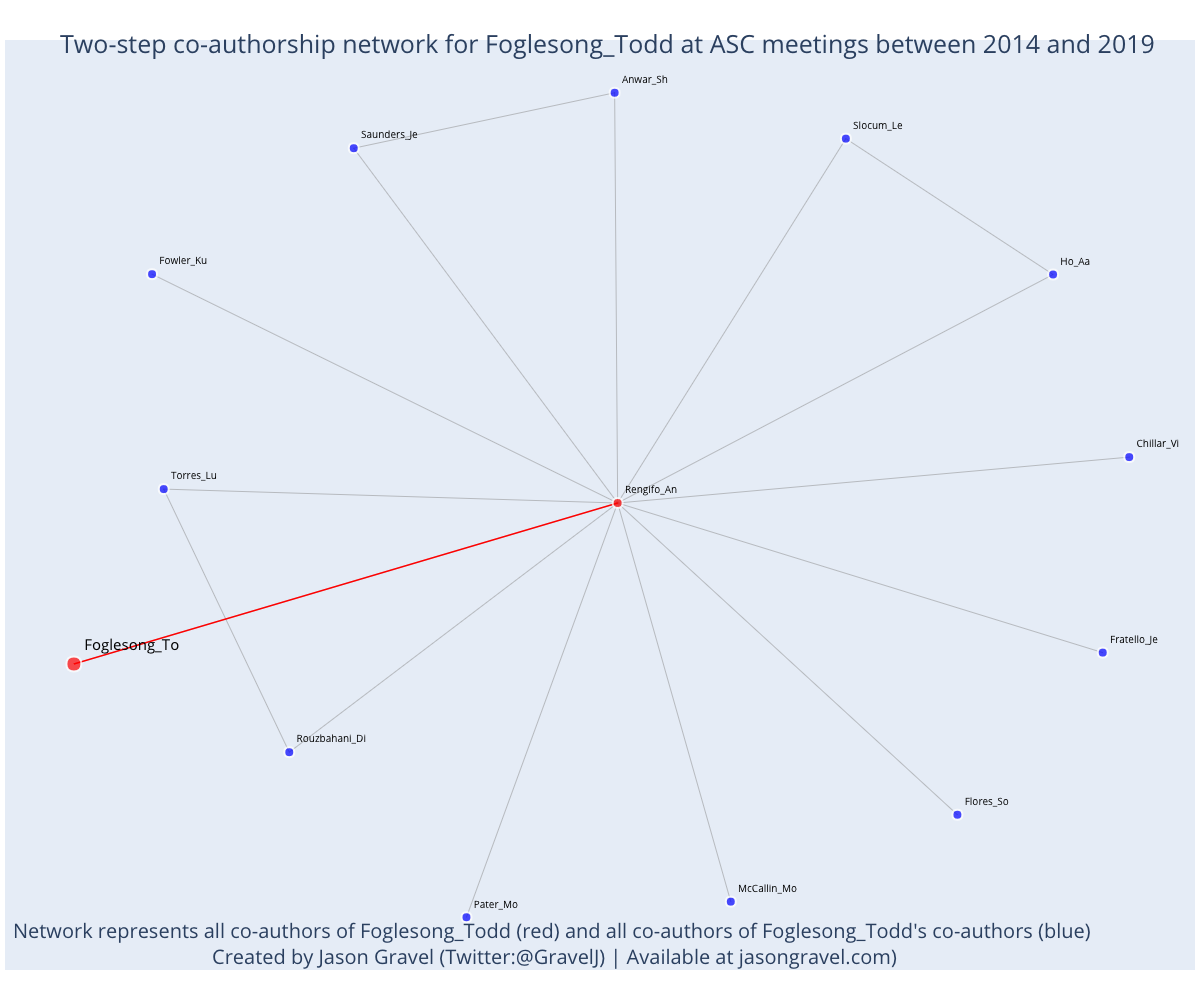 Two-step co-authorship network for Foglesong_Todd at ASC meetings between 2014 and 2019
Anwar_Sh
Slocum_Le
Saunders_Je
Fowler_Ku
Ho_Aa
Chillar_Vi
Torres_Lu
Rengifo_An
Foglesong_To
Fratello_Je
Rouzbahani_Di
Flores_So
McCallin_Mo
Pater_Mo
Network represents all co-authors of Foglesong_Todd (red) and all co-authors of Foglesong_Todd's co-authors (blue)
Created by Jason Gravel (Twitter:@GravelJ) | Available at jasongravel.com)